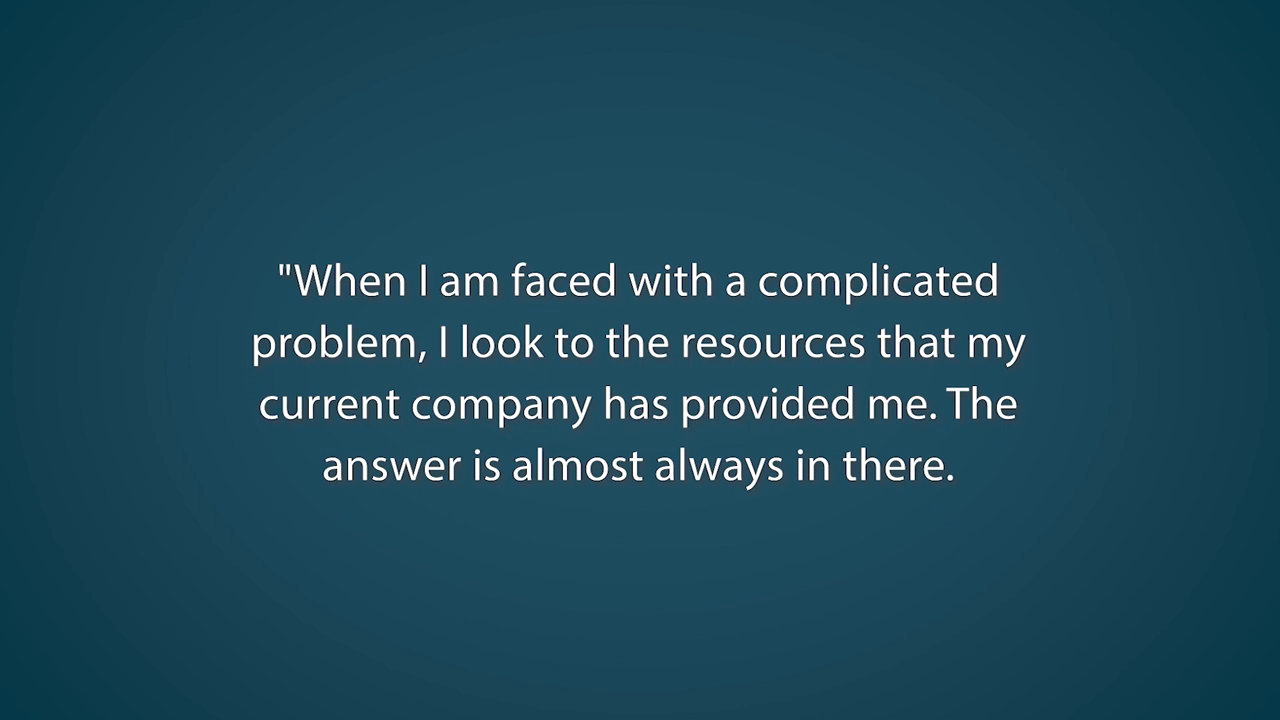 "When I am faced with a complicated
problem, I look to the resources that my
current company has provided me. The
answer is almost always in there.